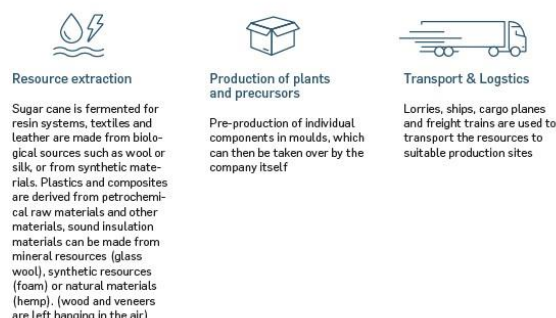 Resource extraction
Sugar cane is fermented for
resin systems, textiles and
leather are made from biolo-
gical sources such as wool or
silk, or from synthetic mate-
rials. Plastics and composites
are derived from petrochemi-
cal raw materials and other
materials, sound insulation
materials can be made from
mineral resources (glass
wool), synthetic resources
(foam) or natural materials
(hemp). (wood and veneers
are left hanging in the air)
Production of plants
and precursors
Pre-production of individual
components in moulds, which
can then be taken over by the
company itself
Transport & Logstics
Lorries, ships, cargo planes
and freight trains are used to
transport the resources to
suitable production sites